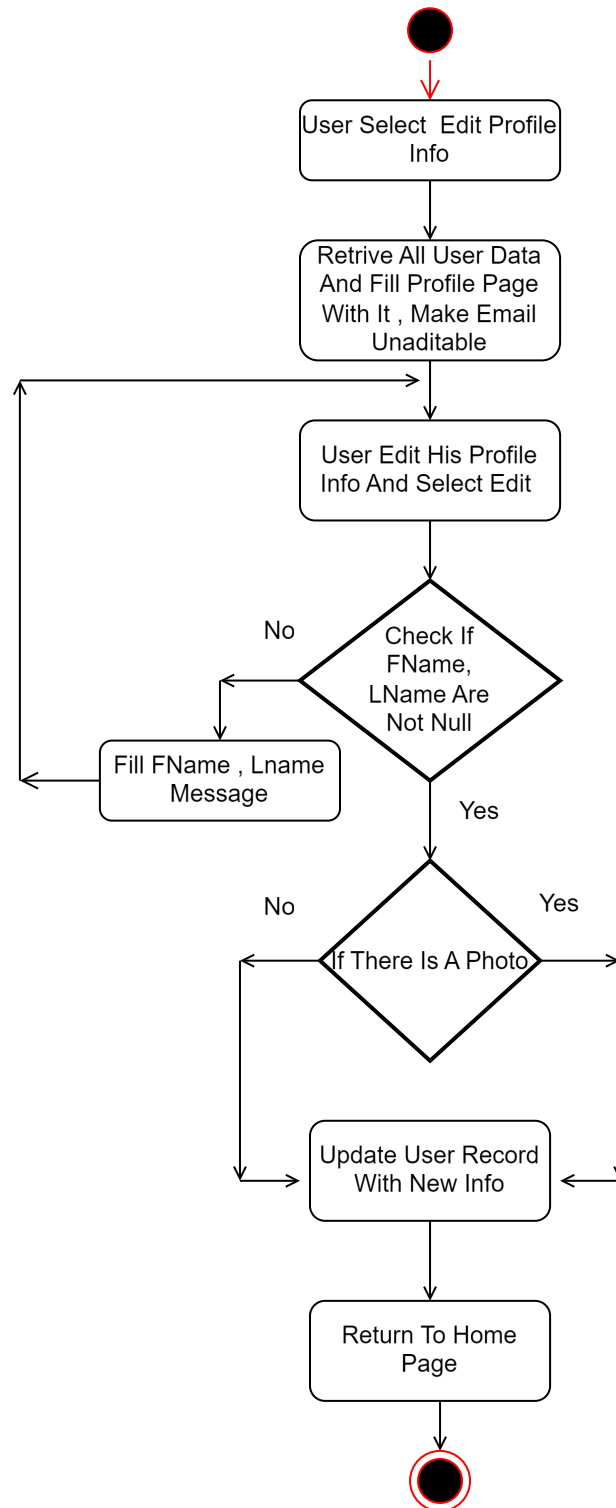 User Select  Edit Profile
Info
Retrive All User Data
And Fill Profile Page
With It , Make Email
Unaditable
User Edit His Profile
Info And Select Edit
No
Check If
FName,
LName Are
Not Null
Fill FName , Lname
Message
Yes
No
Yes
If There Is A Photo
Update User Record
With New Info
Return To Home
Page